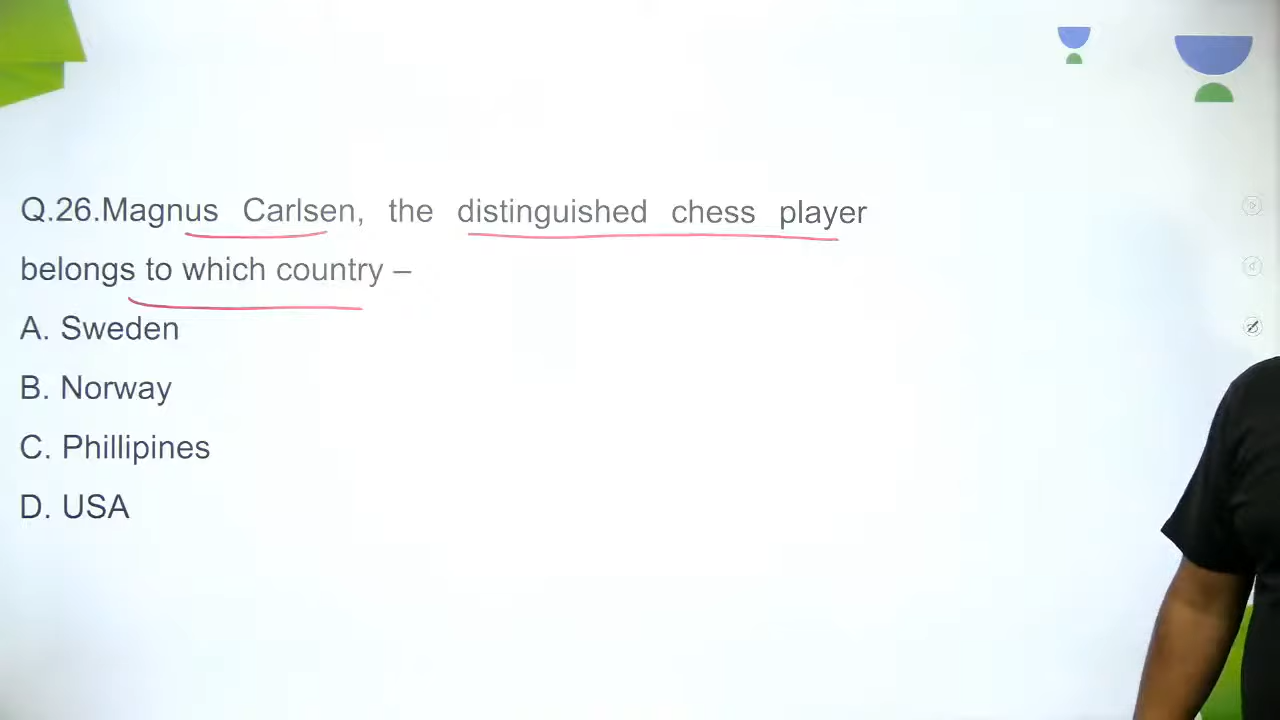 Q.26.Magnus Carlsen, the distinguished chess player
belongs to which country –
A. Sweden
B. Norway
C. Phillipines
D. USA